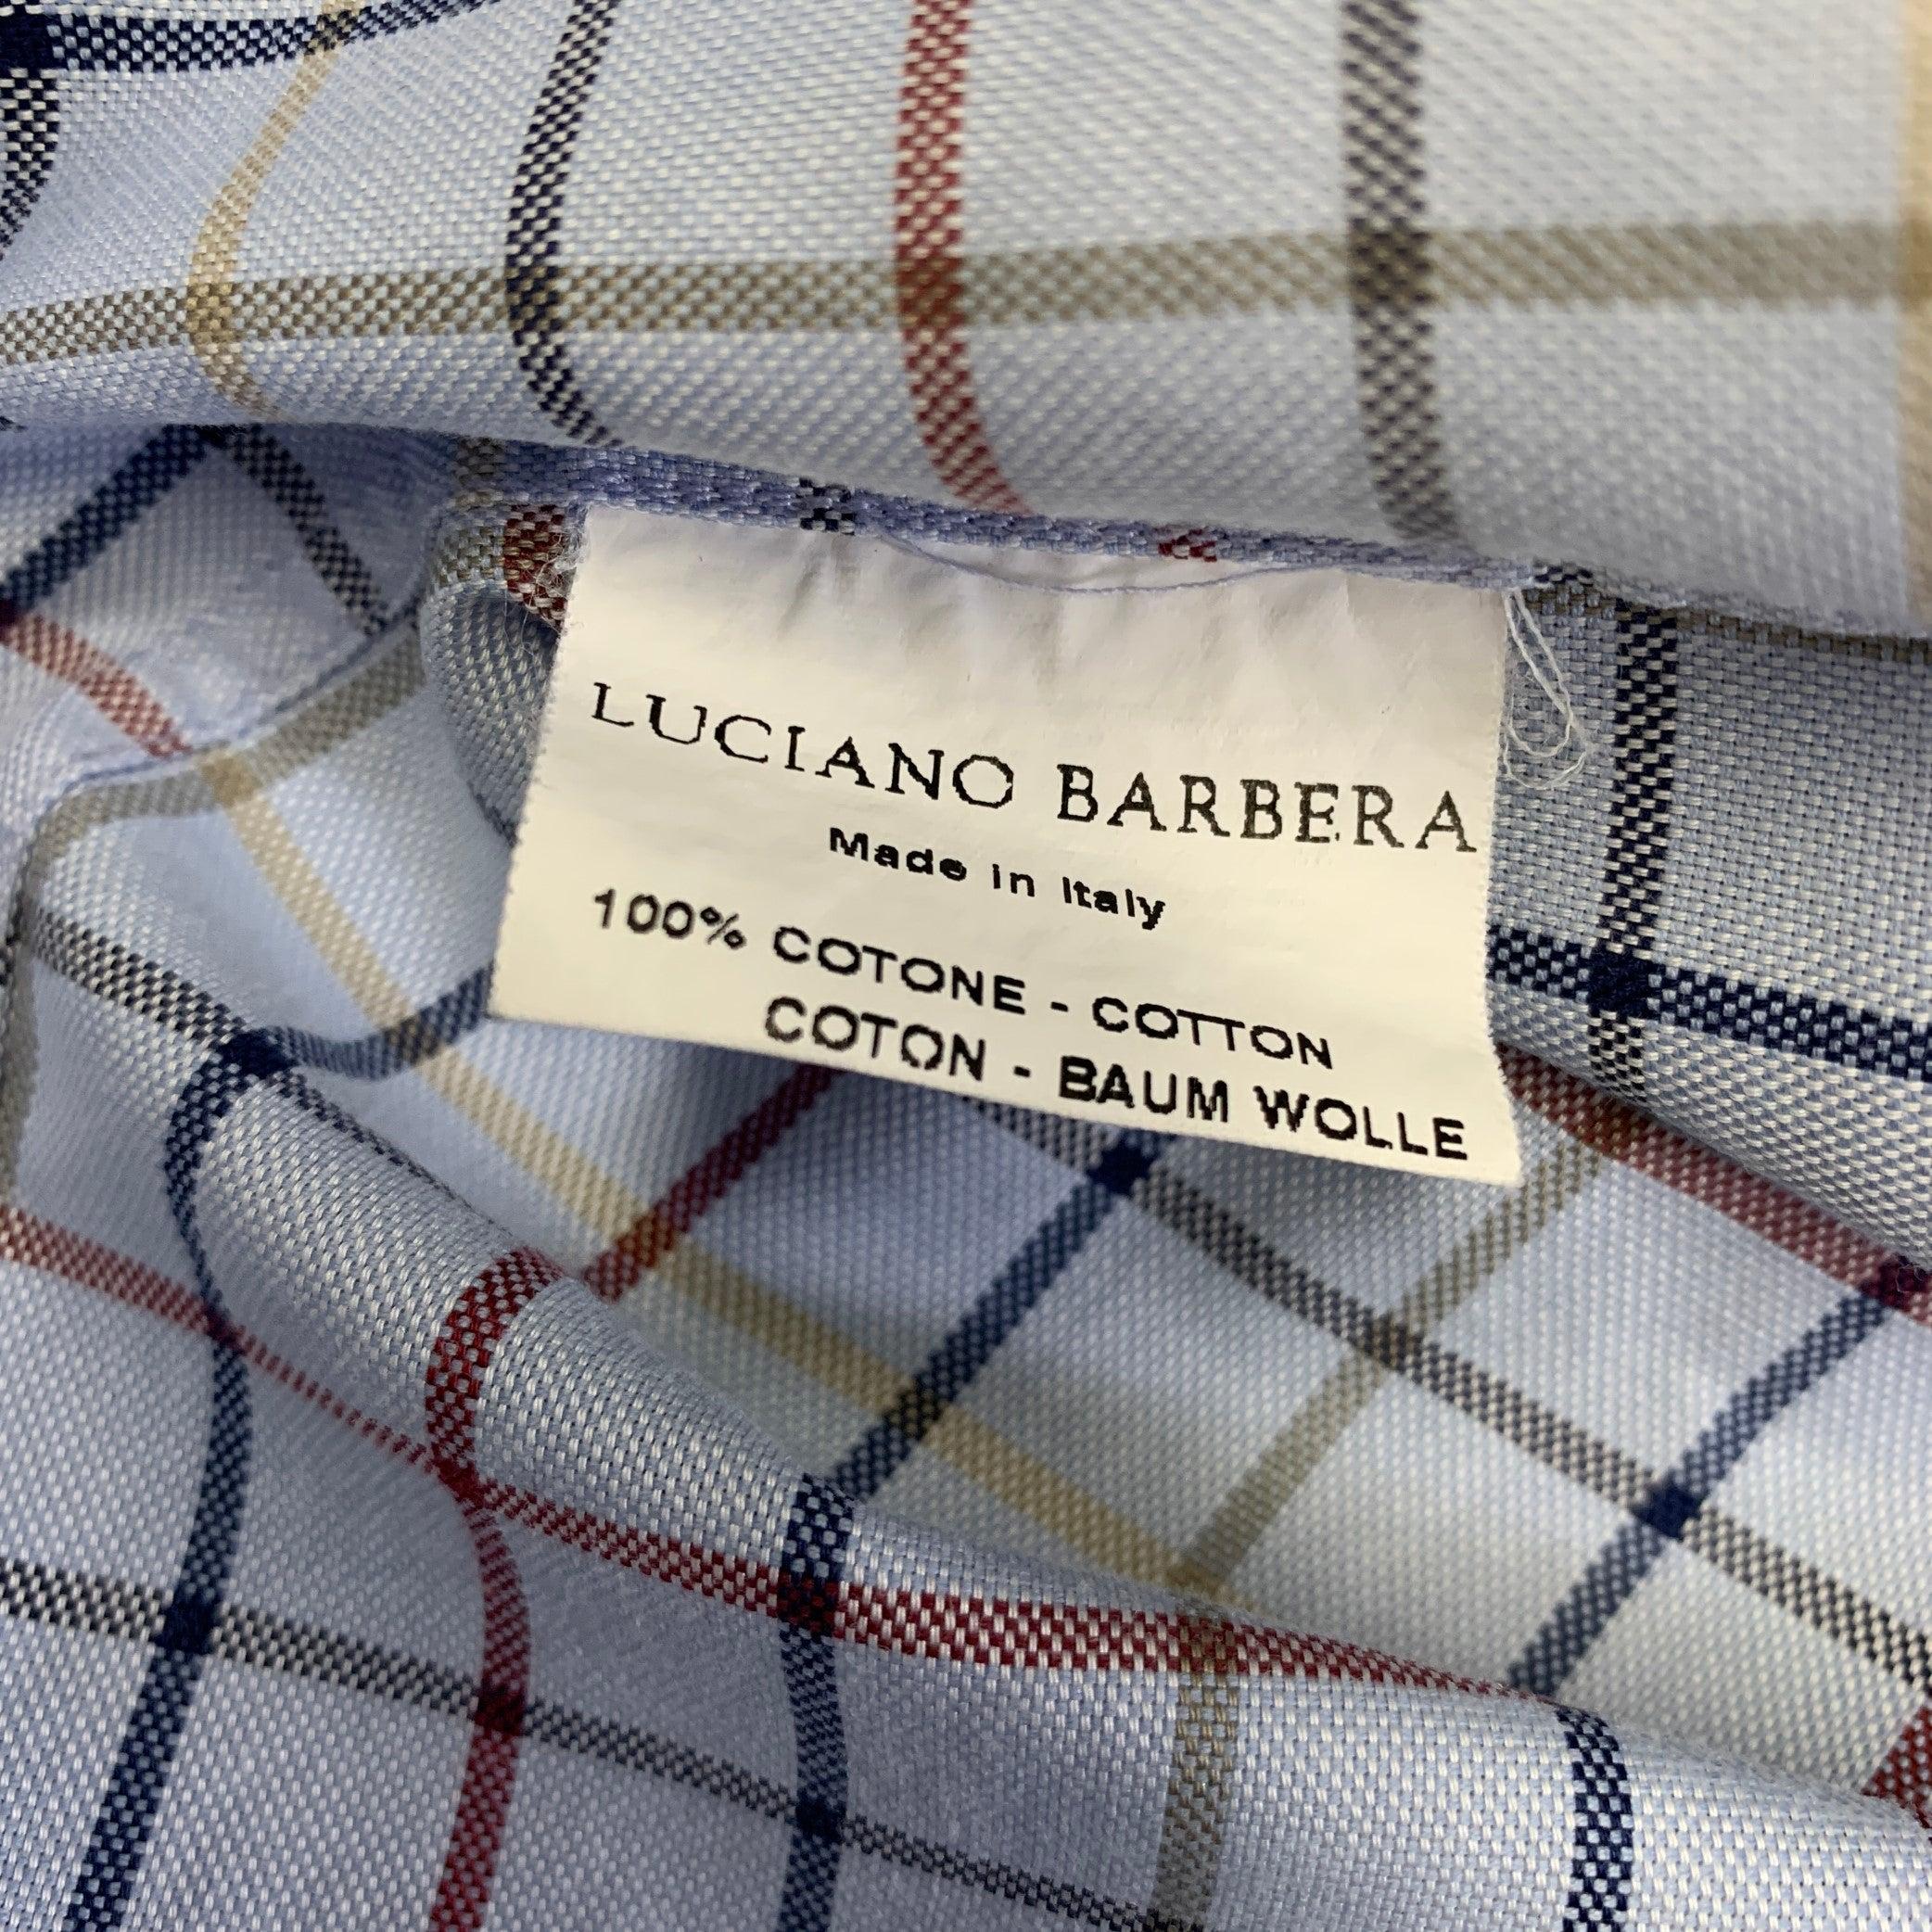 LUCIANO BARBERA
Made in Italy
100% COTONE - COTTON
COTON - BAUM WOLLE